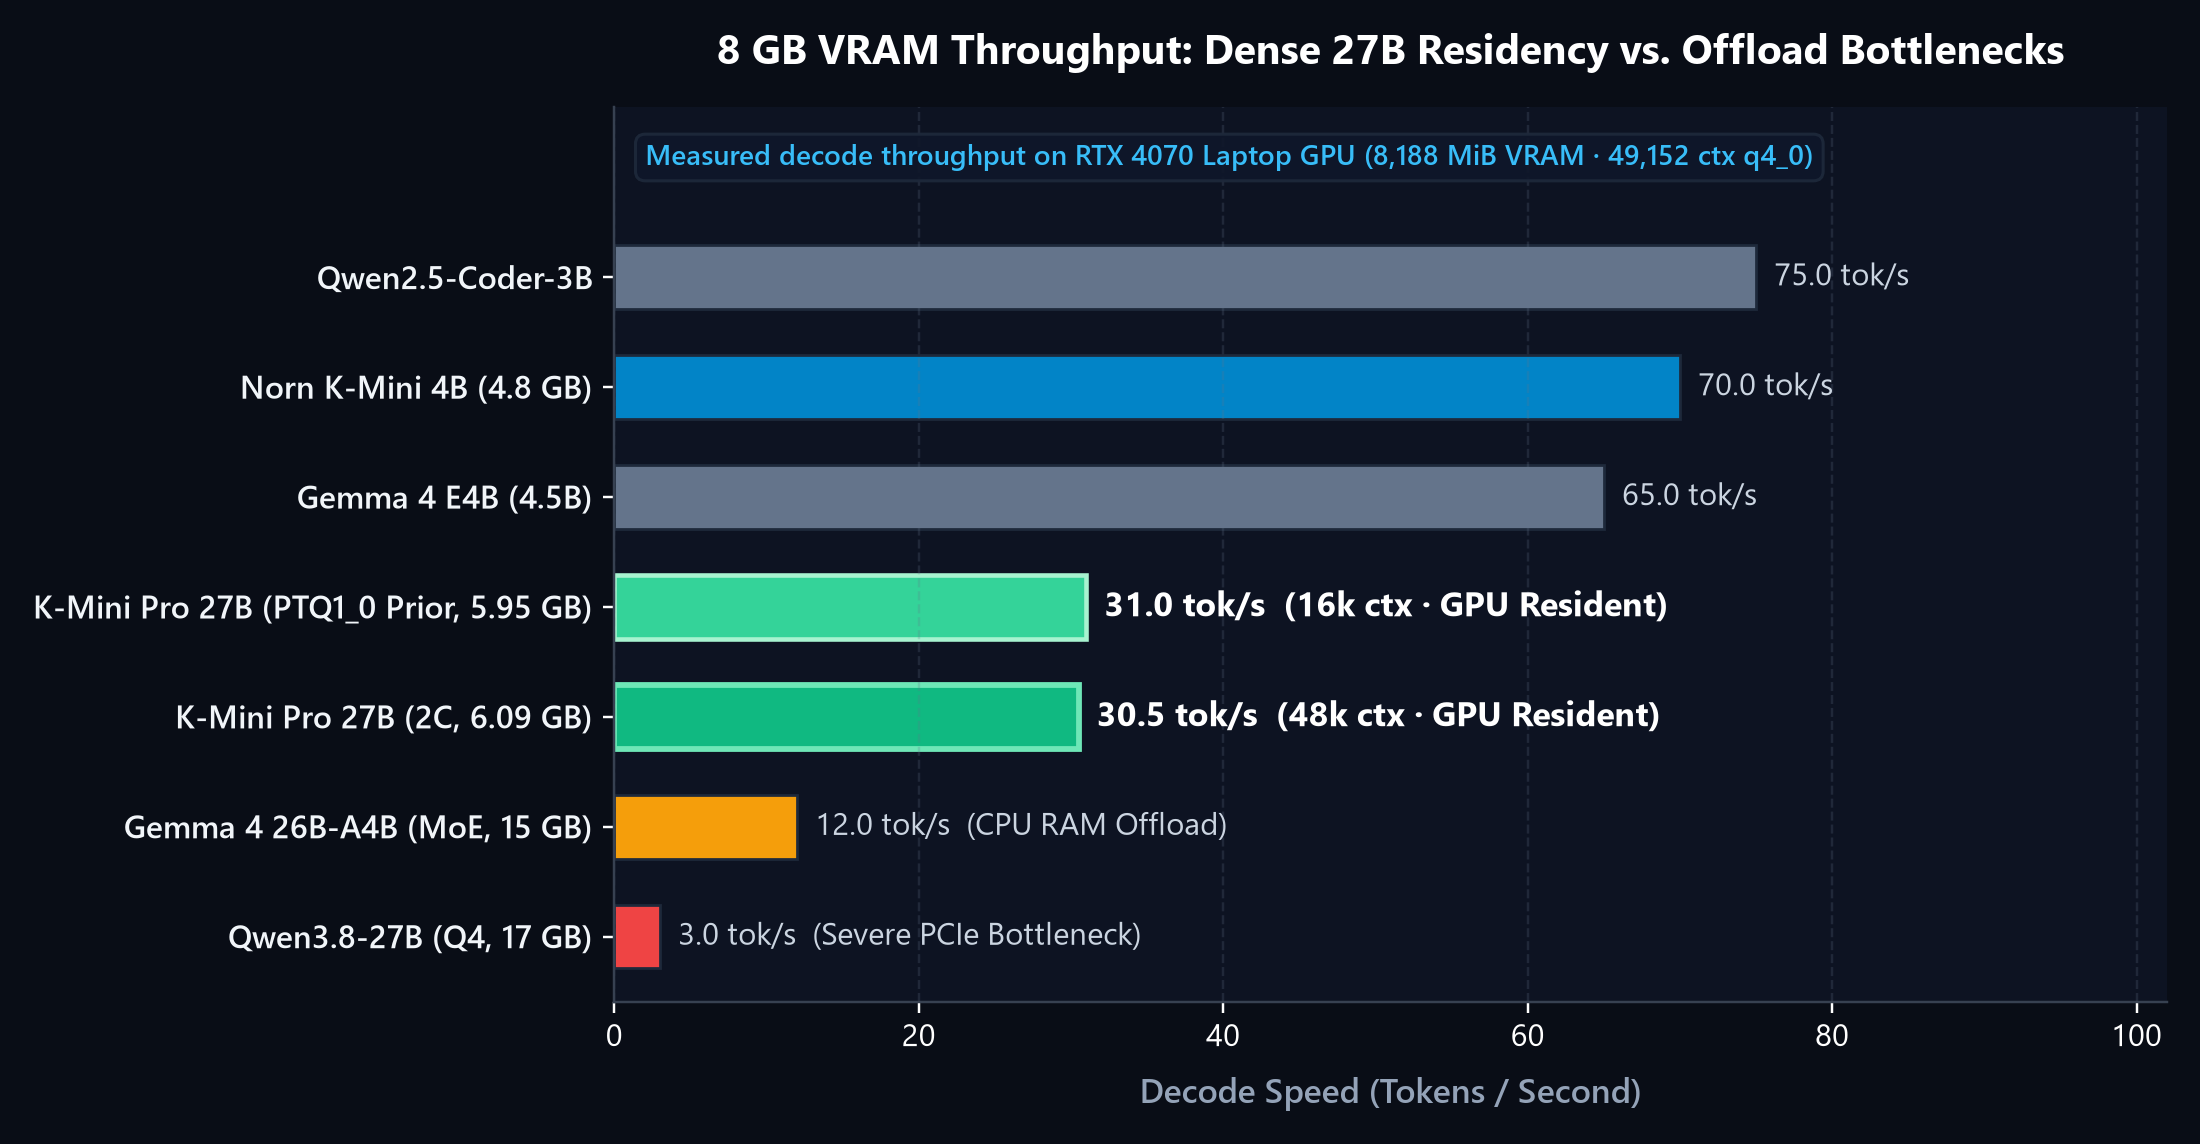 8 GB VRAM Throughput: Dense 27B Residency vs. Offload Bottlenecks
Measured decode throughput on RTX 4070 Laptop GPU (8,188 MiB VRAM · 49,152 ctx q4_0)
Qwen2.5-Coder-3B 75.0 tok/s
Norn K-Mini 4B (4.8 GB) 70.0 tok/s
Gemma 4 E4B (4.5B) 65.0 tok/s
K-Mini Pro 27B (PTQ1_0 Prior, 5.95 GB) 31.0 tok/s (16k ctx · GPU Resident)
K-Mini Pro 27B (2C, 6.09 GB) 30.5 tok/s (48k ctx · GPU Resident)
Gemma 4 26B-A4B (MoE, 15 GB) 12.0 tok/s (CPU RAM Offload)
Qwen3.8-27B (Q4, 17 GB) 3.0 tok/s (Severe PCIe Bottleneck)
0 20 40 60 80 100
Decode Speed (Tokens / Second)